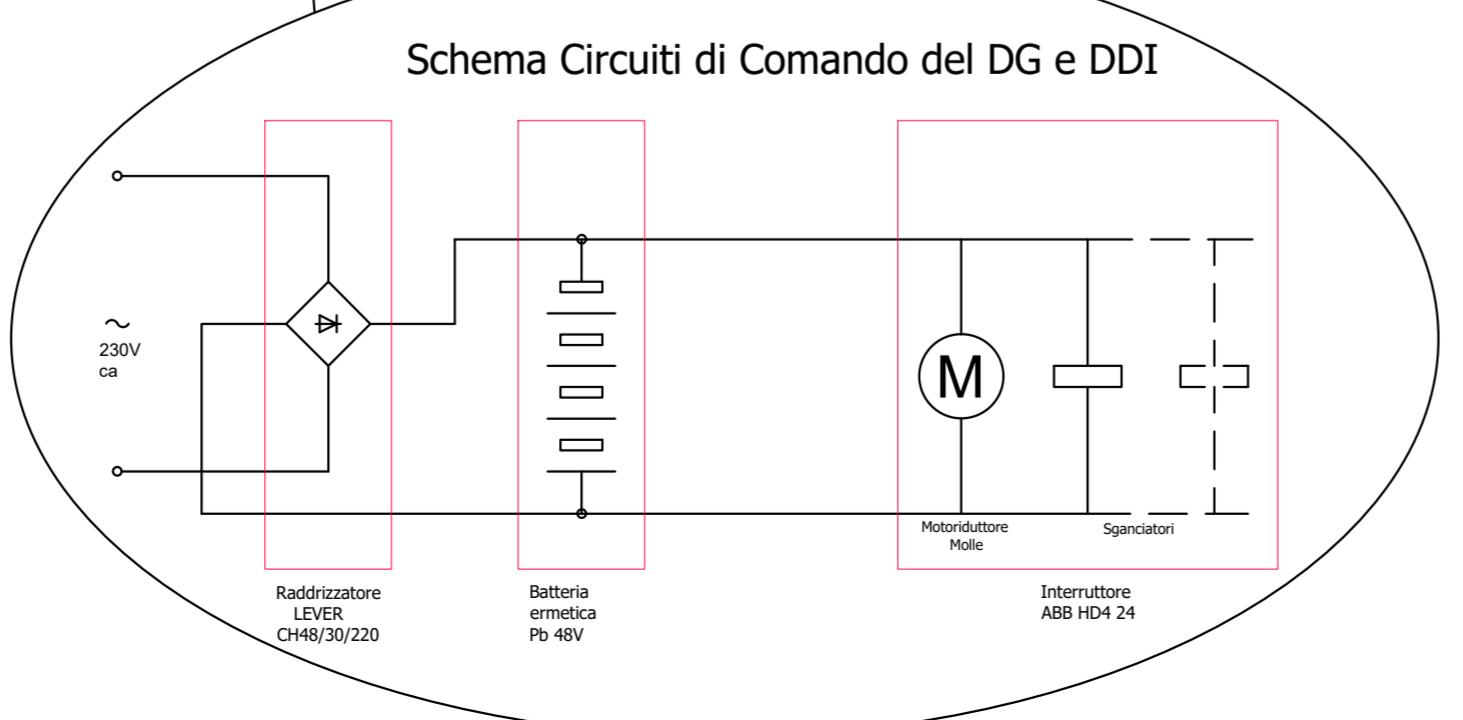 Schema Circuiti di Comando del DG e DDI
230V
ca
M
Motoriduttore
Molle
Sganciatori
Raddrizzatore
LEVER
CH48/30/220
Batteria
ermetica
Pb 48V
Interruttore
ABB HD4 24